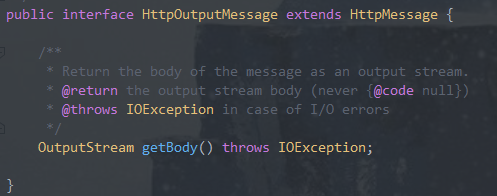 public interface HttpOutputMessage extends HttpMessage {
/**
* Return the body of the message as an output stream.
* @return the output stream body (never {@code null})
* @throws IOException in case of I/O errors
*/
OutputStream getBody() throws IOException;
}